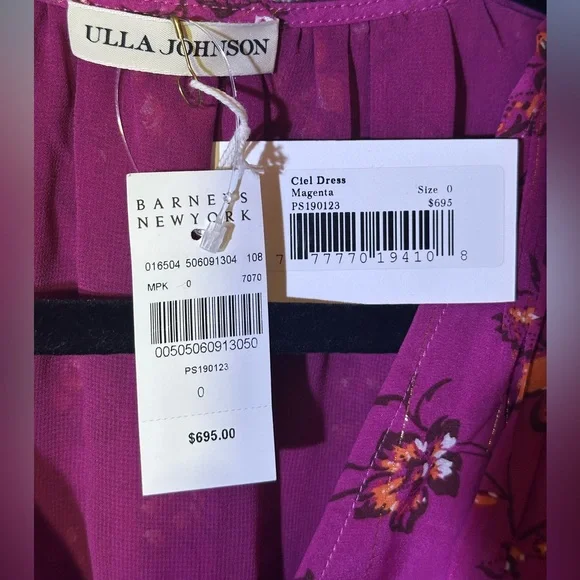 ULLA JOHNSON
Ciel Dress
Magenta Size 0
PS190123 $695
7 77770 19410 8
BARNEYS
NEWYORK
016504 506091304 108
MPK 0 7070
00505060913050
PS190123
0
$695.00